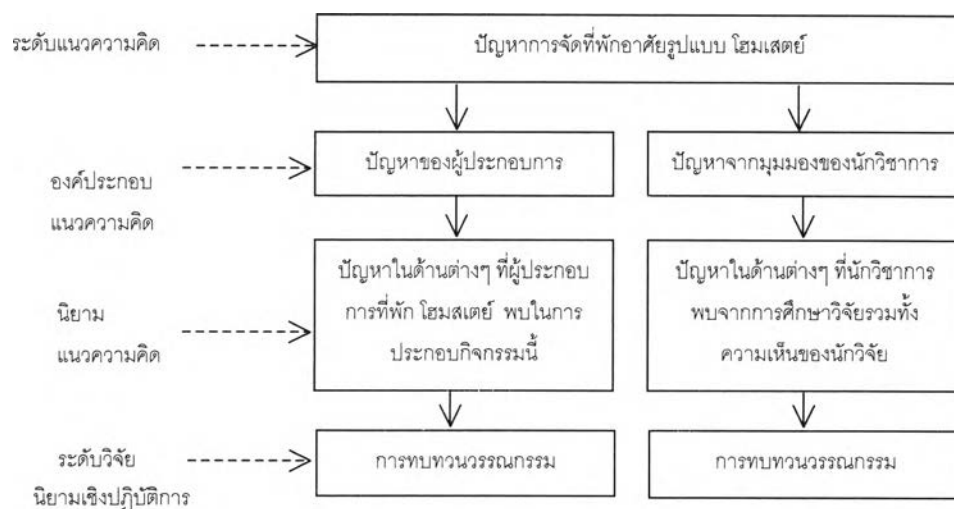 ระดับแนวความคิด
ปัญหาการจัดที่พักอาศัยรูปแบบ โฮมเสตย์
องค์ประกอบ
แนวความคิด
ปัญหาของผู้ประกอบการ
ปัญหาจากมุมมองของนักวิชาการ
นิยาม
แนวความคิด
ปัญหาในด้านต่างๆ ที่ผู้ประกอบ
การที่พัก โฮมสเตย์ พบในการ
ประกอบกิจกรรมนี้
ปัญหาในด้านต่างๆ ที่นักวิชาการ
พบจากการศึกษาวิจัยรวมทั้ง
ความเห็นของนักวิจัย
ระดับวิจัย
นิยามเชิงปฏิบัติการ
การทบทวนวรรณกรรม
การทบทวนวรรณกรรม